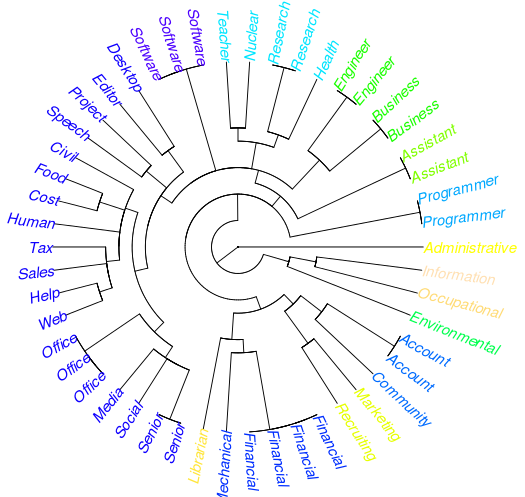 Software
Software
Software
Teacher
Nuclear
Research
Research
Health
Engineer
Engineer
Business
Business
Assistant
Assistant
Programmer
Programmer
Administrative
Information
Occupational
Environmental
Account
Account
Community
Marketing
Recruiting
Financial
Financial
Financial
Financial
Mechanical
Librarian
Senior
Senior
Social
Media
Office
Office
Office
Web
Help
Sales
Tax
Human
Cost
Food
Civil
Speech
Project
Editor
Desktop